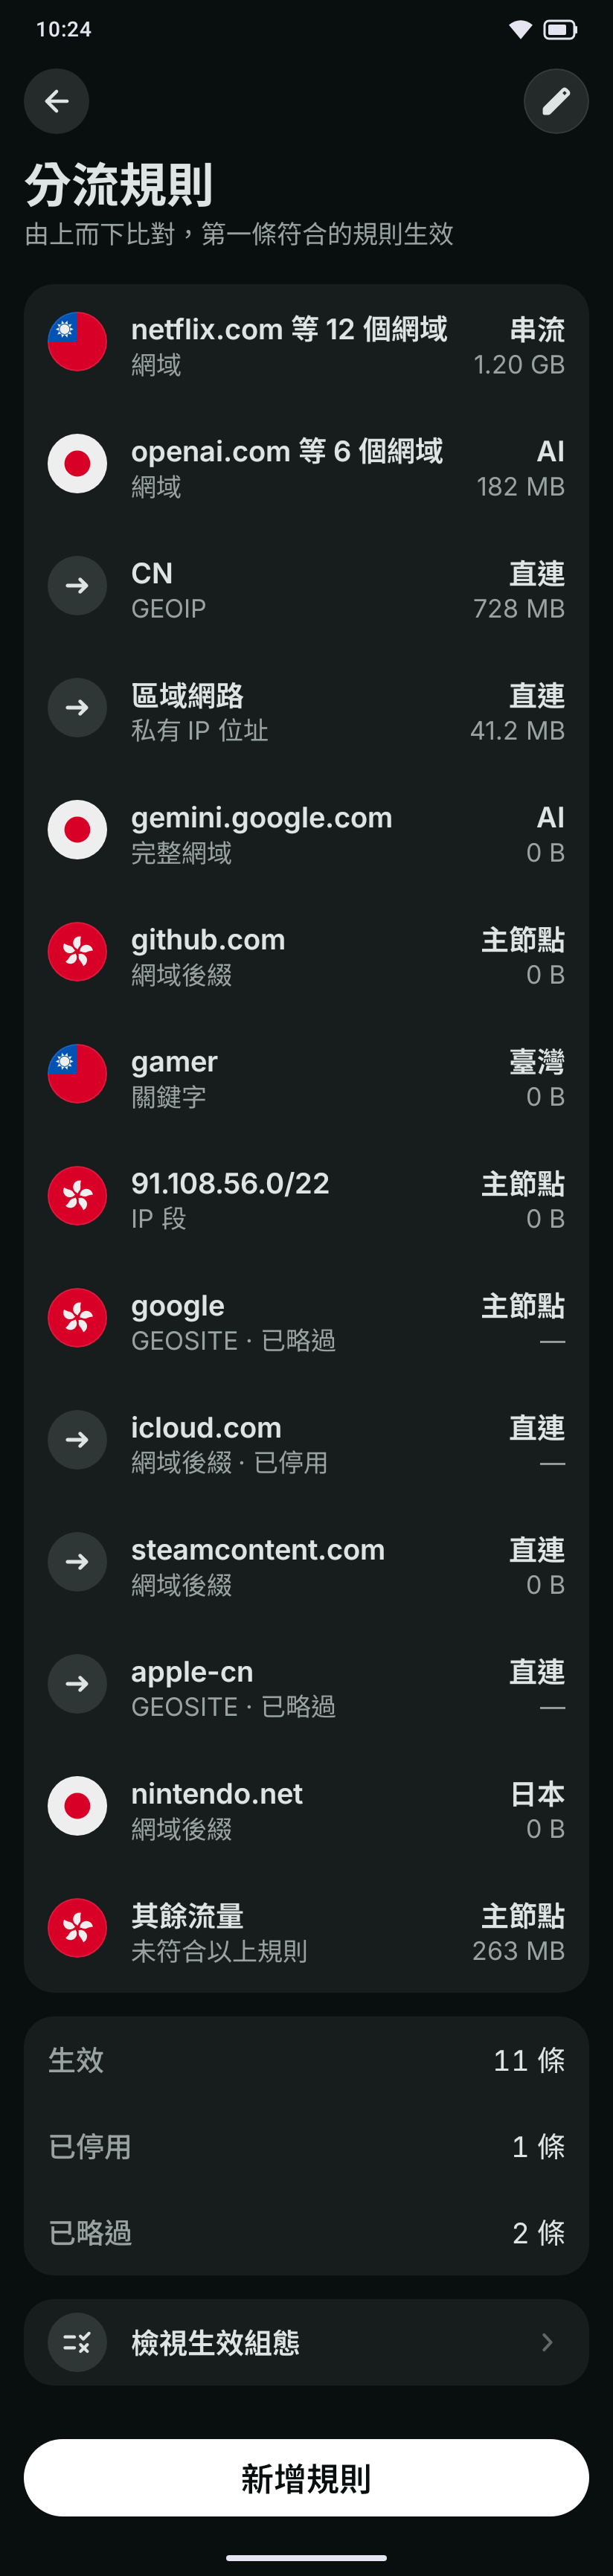 10:24
分流規則
由上而下比對，第一條符合的規則生效
netflix.com 等 12 個網域 串流
網域 1.20 GB
openai.com 等 6 個網域 AI
網域 182 MB
CN 直連
GEOIP 728 MB
區域網路 直連
私有 IP 位址 41.2 MB
gemini.google.com AI
完整網域 0 B
github.com 主節點
網域後綴 0 B
gamer 臺灣
關鍵字 0 B
91.108.56.0/22 主節點
IP 段 0 B
google 主節點
GEOSITE · 已略過 —
icloud.com 直連
網域後綴 · 已停用 —
steamcontent.com 直連
網域後綴 0 B
apple-cn 直連
GEOSITE · 已略過 —
nintendo.net 日本
網域後綴 0 B
其餘流量 主節點
未符合以上規則 263 MB
生效 11 條
已停用 1 條
已略過 2 條
檢視生效組態
新增規則